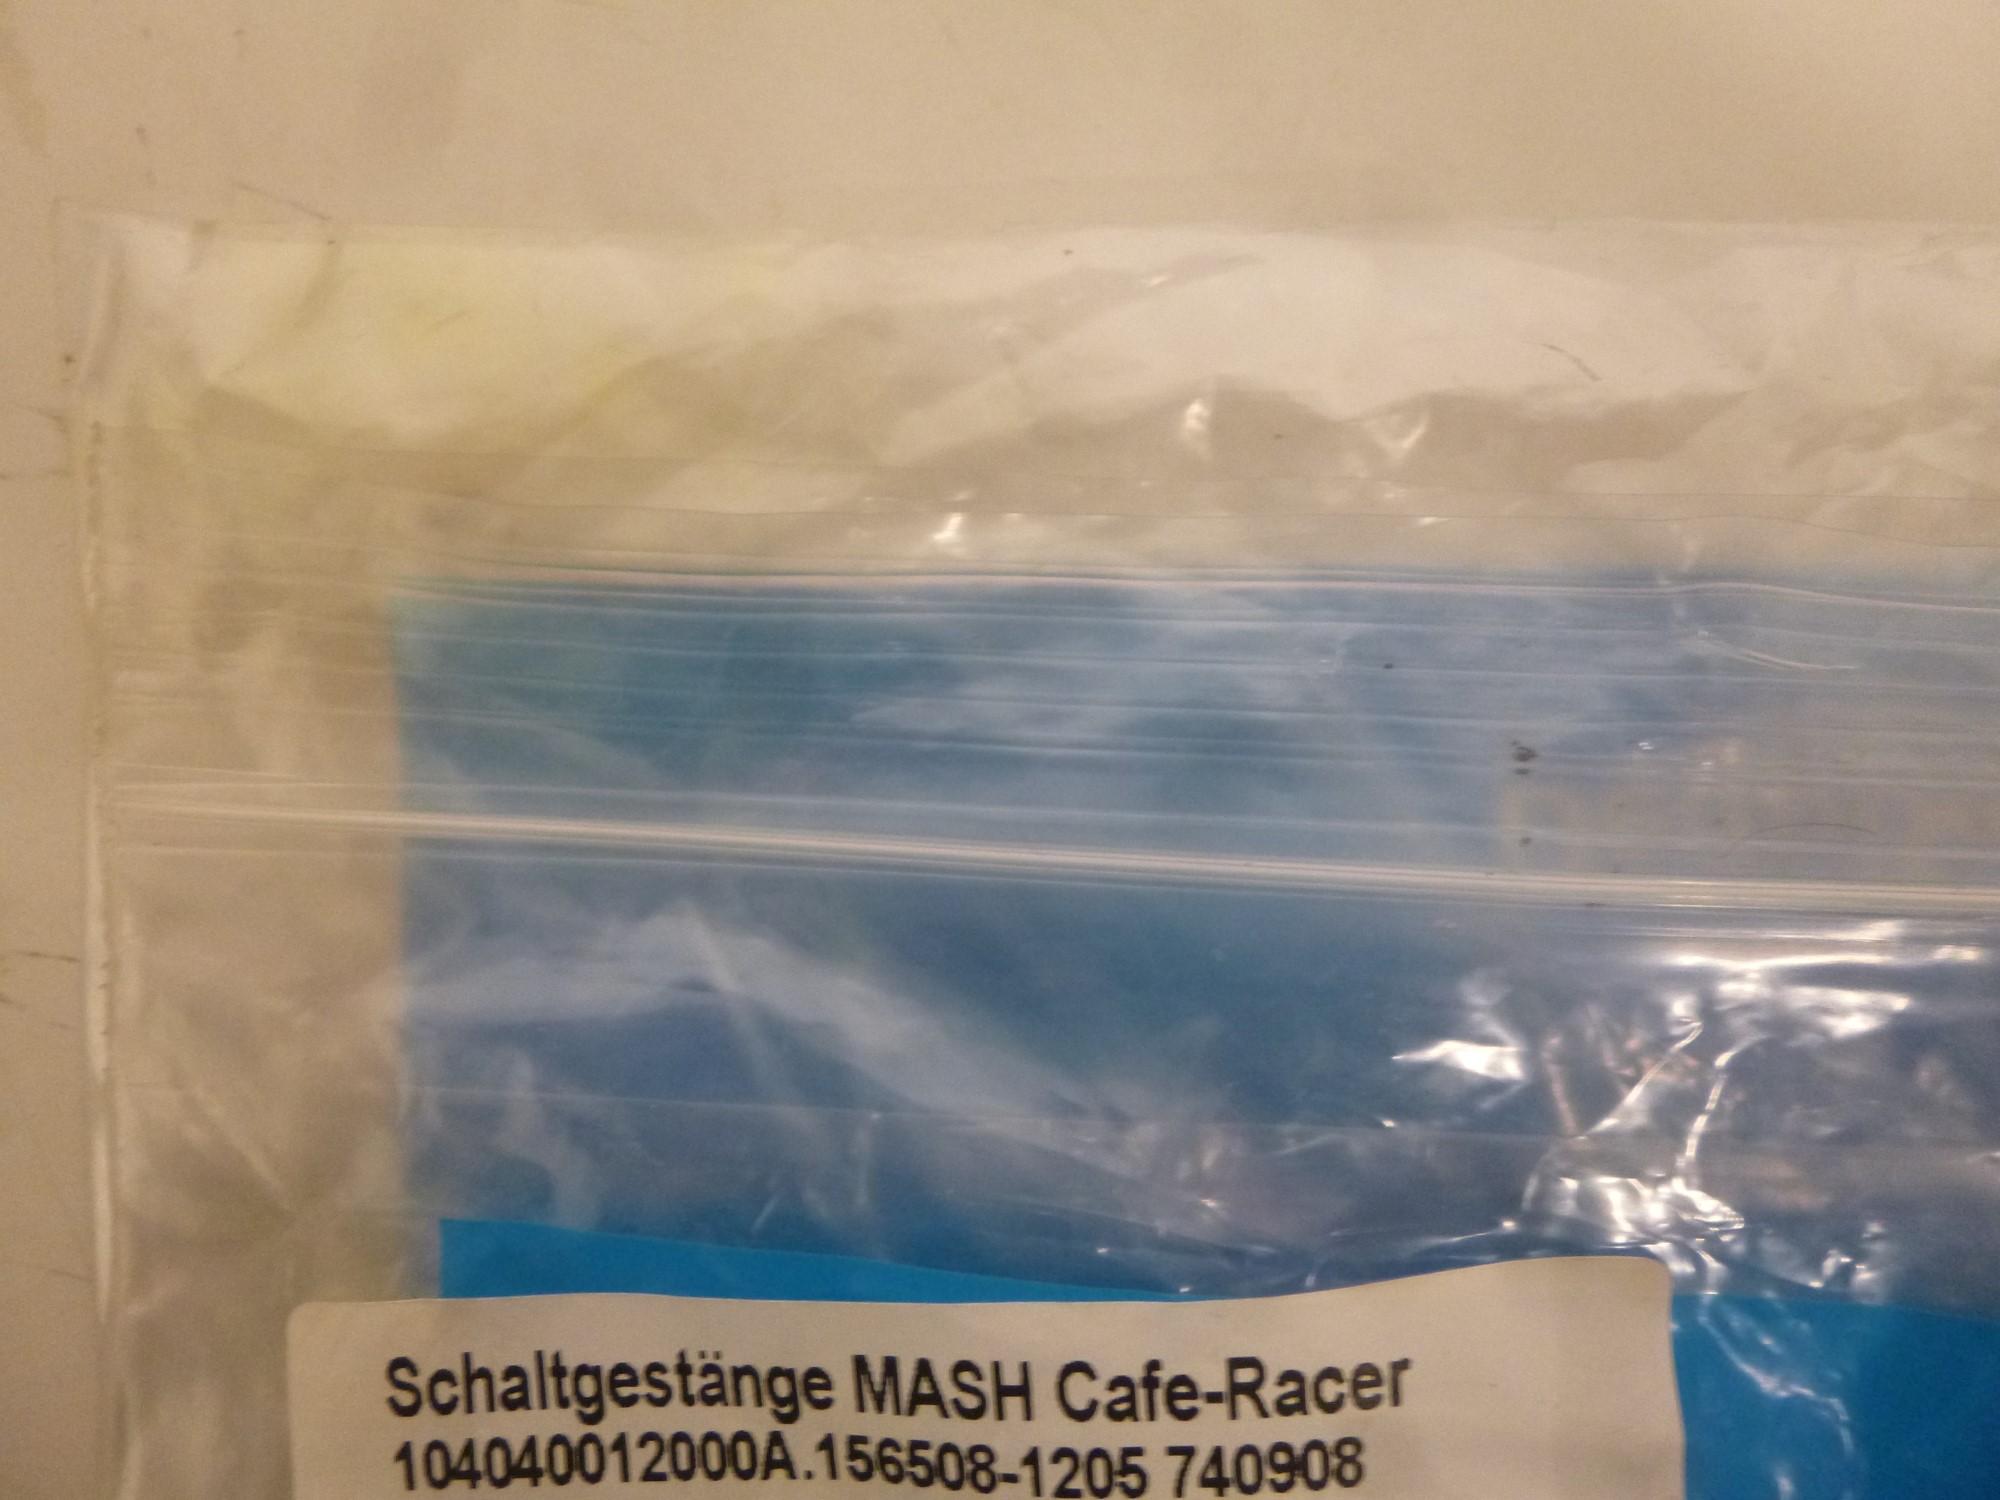 Schaltgestänge MASH Cafe-Racer
104040012000A.156508-1205 740908